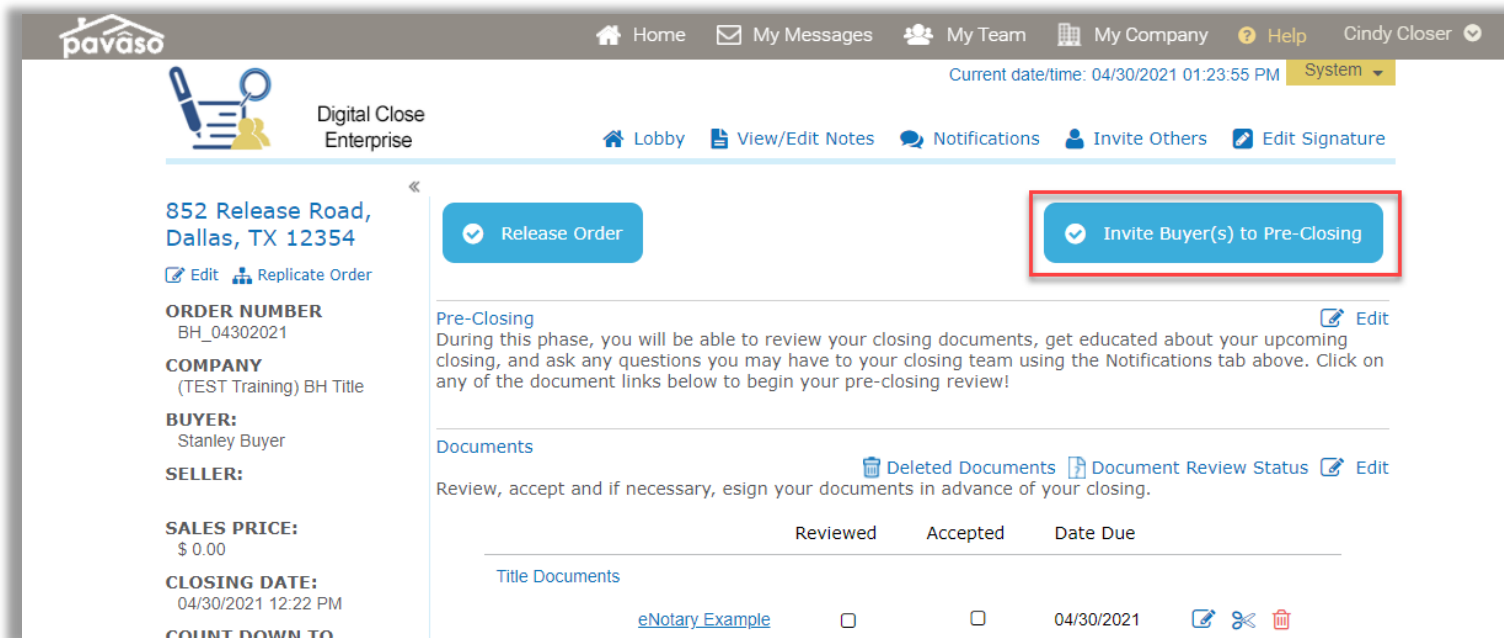 pavaso
Home My Messages My Team My Company ? Help Cindy Closer
Current date/time: 04/30/2021 01:23:55 PM System
Digital Close
Enterprise
Lobby View/Edit Notes Notifications Invite Others Edit Signature
«
852 Release Road,
Dallas, TX 12354
Edit Replicate Order
ORDER NUMBER
BH_04302021
COMPANY
(TEST Training) BH Title
BUYER:
Stanley Buyer
SELLER:
SALES PRICE:
$ 0.00
CLOSING DATE:
04/30/2021 12:22 PM
COUNT DOWN TO
Release Order Invite Buyer(s) to Pre-Closing
Pre-Closing Edit
During this phase, you will be able to review your closing documents, get educated about your upcoming
closing, and ask any questions you may have to your closing team using the Notifications tab above. Click on
any of the document links below to begin your pre-closing review!
Documents
Deleted Documents Document Review Status Edit
Review, accept and if necessary, esign your documents in advance of your closing.
Reviewed Accepted Date Due
Title Documents
eNotary Example 04/30/2021